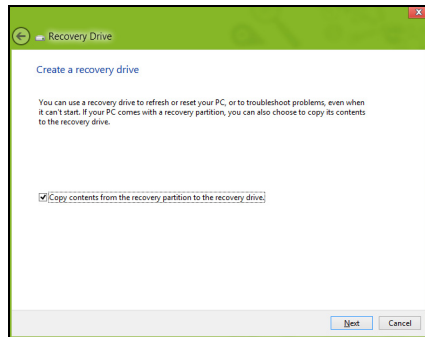 Recovery Drive
Create a recovery drive
You can use a recovery drive to refresh or reset your PC, or to troubleshoot problems, even when
it can't start. If your PC comes with a recovery partition, you can also choose to copy its contents
to the recovery drive.
Copy contents from the recovery partition to the recovery drive.
Next Cancel